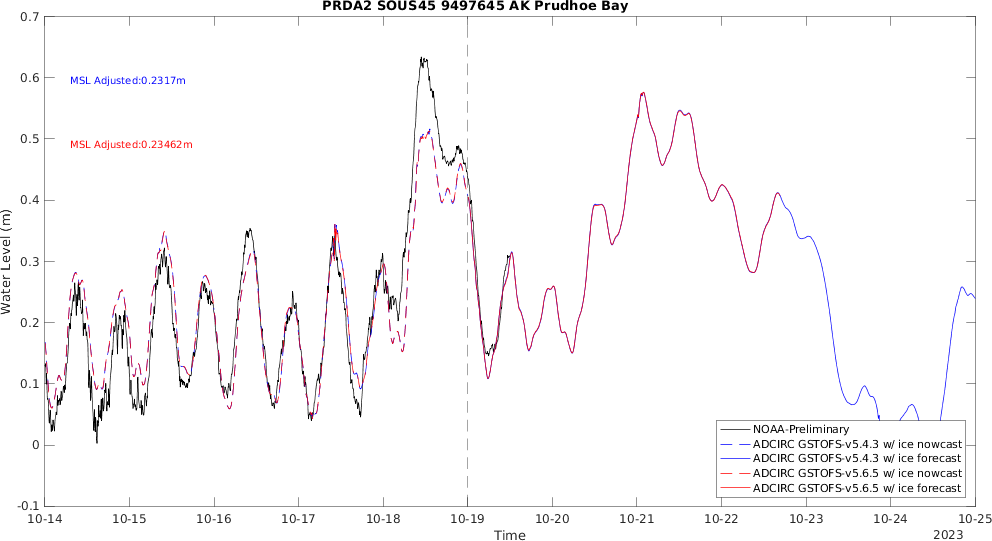 PRDA2 SOUS45 9497645 AK Prudhoe Bay
0.7
0.6
0.5
0.4
0.3
0.2
0.1
0
-0.1
Water Level (m)
MSL Adjusted:0.2317m
MSL Adjusted:0.23462m
NOAA-Preliminary
ADCIRC GSTOFS-v5.4.3 w/ ice nowcast
ADCIRC GSTOFS-v5.4.3 w/ ice forecast
ADCIRC GSTOFS-v5.6.5 w/ ice nowcast
ADCIRC GSTOFS-v5.6.5 w/ ice forecast
10-14 10-15 10-16 10-17 10-18 10-19 10-20 10-21 10-22 10-23 10-24 10-25
Time
2023